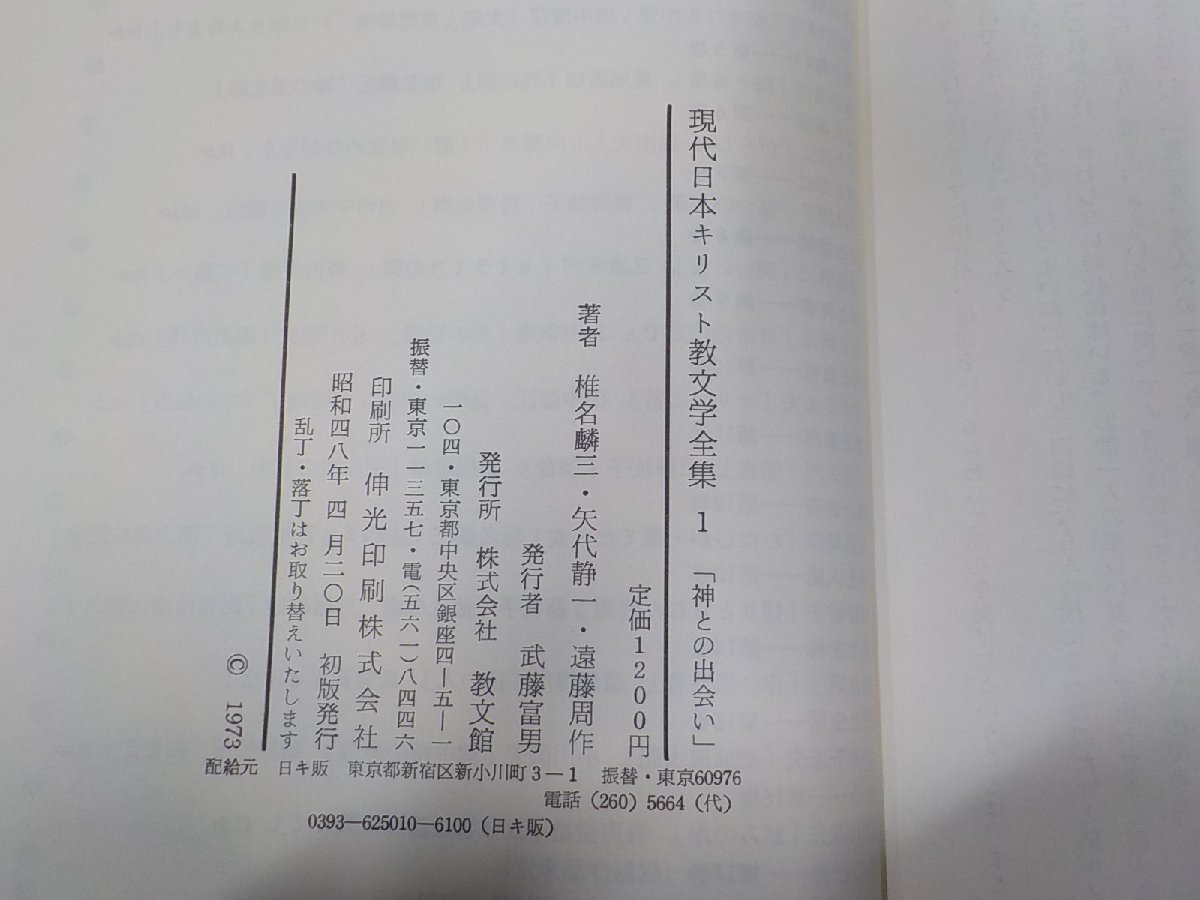 現代日本キリスト教文学全集 1 「神との出会い」
定価1200円
著者 椎名麟三・矢代静一・遠藤周作
発行者 武藤富男
発行所 株式会社 教文館
一〇四・東京都中央区銀座四―五―一
振替・東京一一三五七・電(五六一)八四四六
印刷所 伸光印刷株式会社
昭和四八年 四月二〇日 初版発行
乱丁・落丁はお取り替えいたします
© 1973
配給元 日キ販 東京都新宿区新小川町3―1 振替・東京60976
電話(260)5664(代)
0393―625010―6100(日キ販)